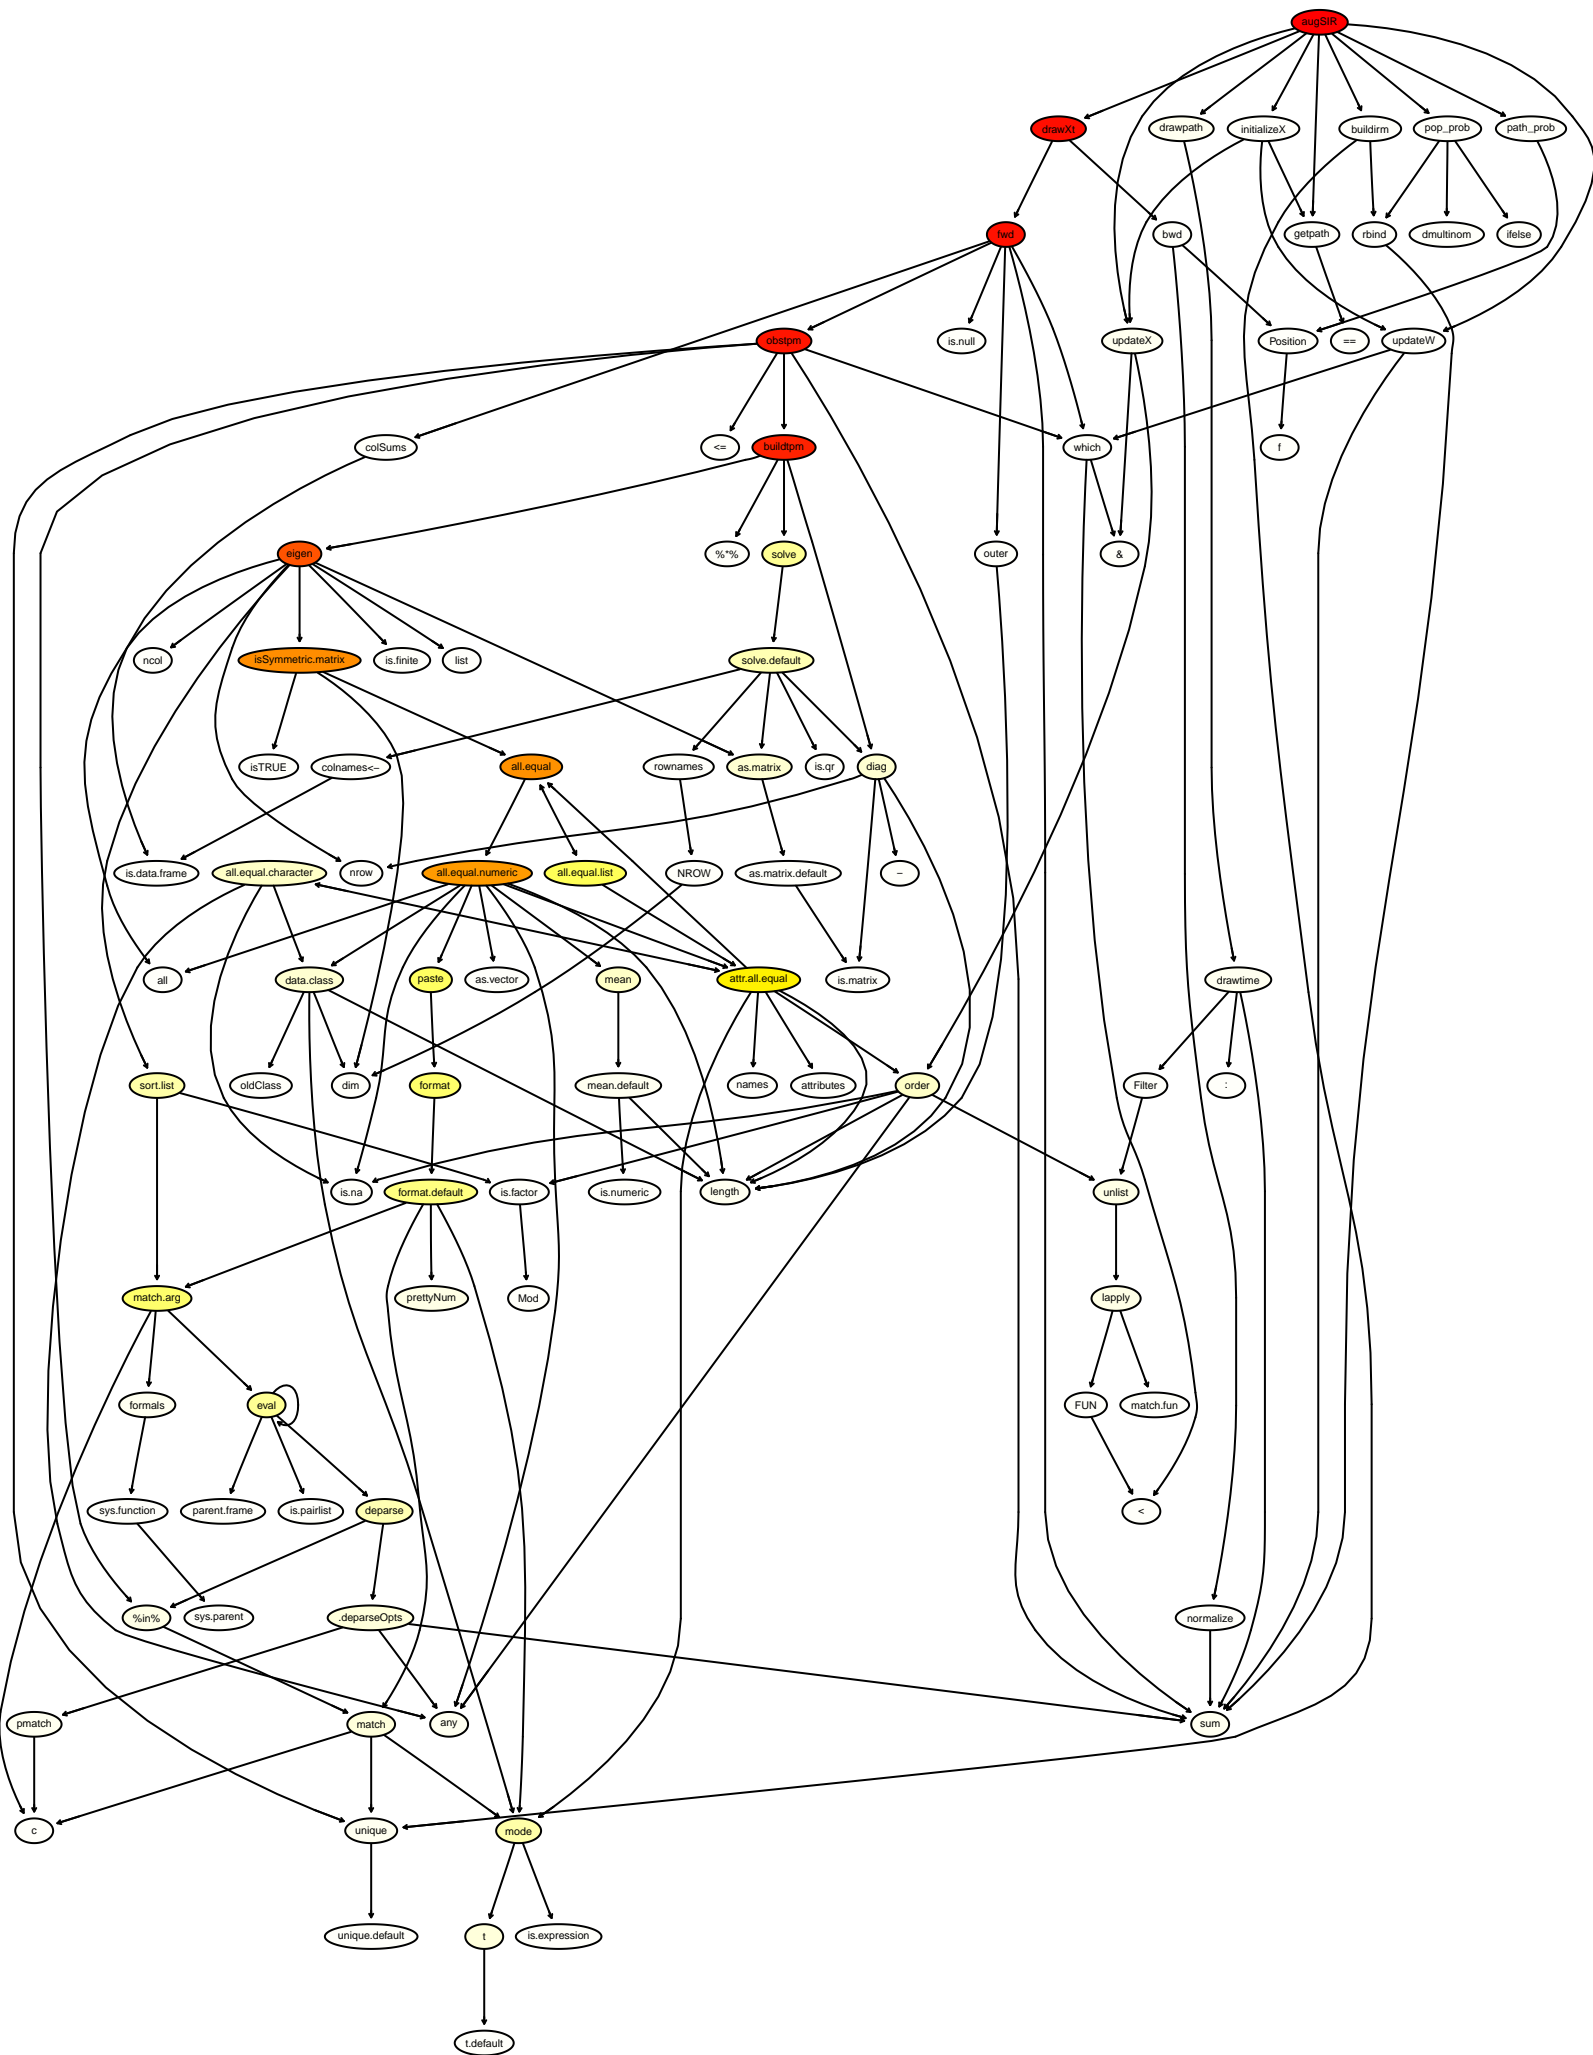 augSIR
drawXt
drawpath
initializeX
buildirm
pop_prob
path_prob
fwd
bwd
getpath
rbind
dmultinom
ifelse
obstpm
is.null
updateX
Position
==
updateW
colSums
<=
buildtpm
which
f
eigen
%*%
solve
outer
&
ncol
isSymmetric.matrix
is.finite
list
solve.default
isTRUE
colnames<-
all.equal
rownames
as.matrix
is.qr
diag
is.data.frame
all.equal.character
nrow
all.equal.numeric
all.equal.list
NROW
as.matrix.default
-
all
data.class
paste
as.vector
mean
attr.all.equal
is.matrix
drawtime
sort.list
oldClass
dim
format
mean.default
names
attributes
order
Filter
:
is.na
format.default
is.factor
is.numeric
length
unlist
match.arg
prettyNum
Mod
lapply
formals
eval
FUN
match.fun
sys.function
parent.frame
is.pairlist
deparse
<
%in%
sys.parent
.deparseOpts
normalize
pmatch
match
any
sum
c
unique
mode
unique.default
t
is.expression
t.default